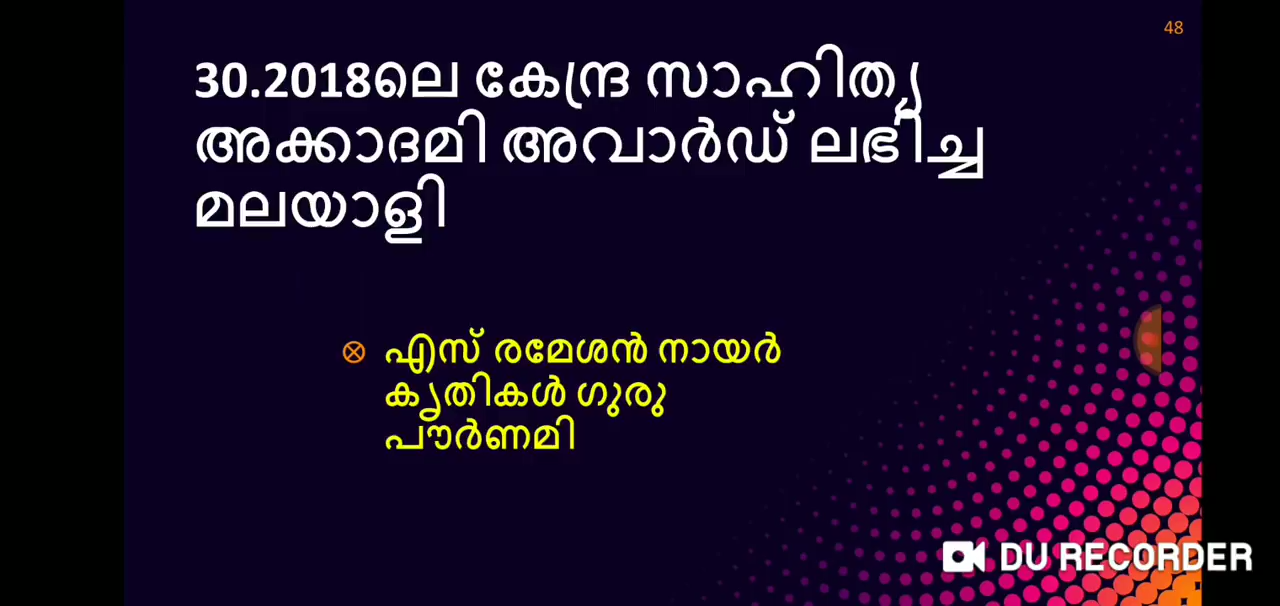 48
30.2018ലെ കേന്ദ്ര സാഹിത്യ
അക്കാദമി അവാർഡ് ലഭിച്ച
മലയാളി
എസ് രമേശൻ നായർ
കൃതികൾ ഗുരു
പൗർണമി
DU RECORDER